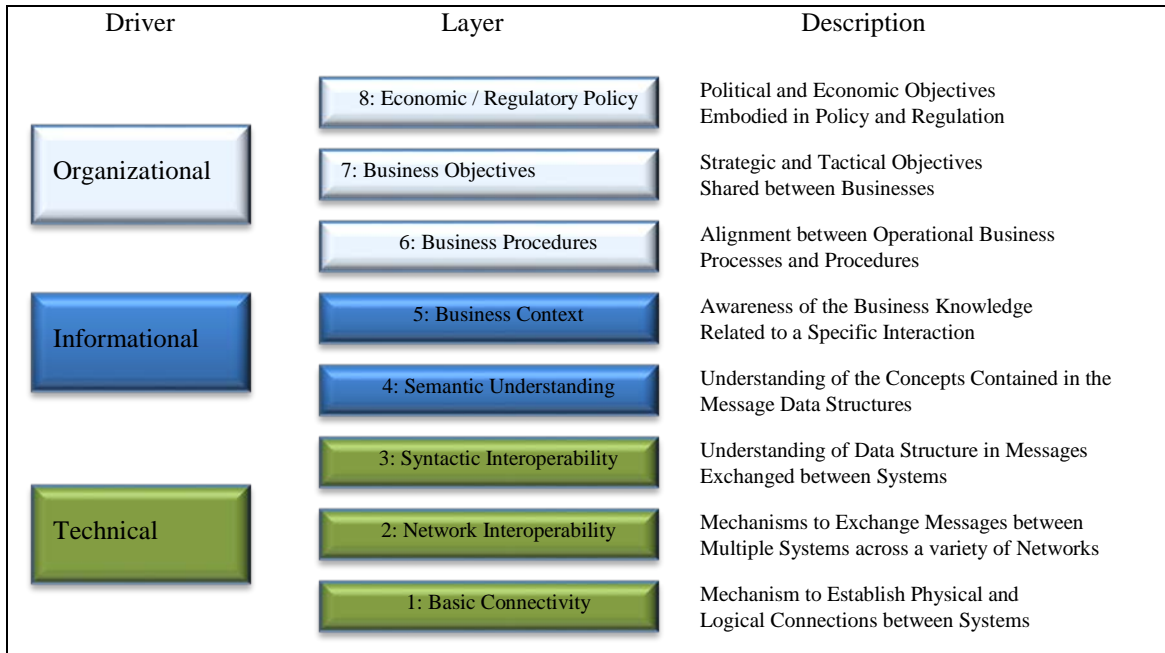 Driver Layer Description
8: Economic / Regulatory Policy
Political and Economic Objectives
Embodied in Policy and Regulation
Organizational
7: Business Objectives
Strategic and Tactical Objectives
Shared between Businesses
6: Business Procedures
Alignment between Operational Business
Processes and Procedures
Informational
5: Business Context
Awareness of the Business Knowledge
Related to a Specific Interaction
4: Semantic Understanding
Understanding of the Concepts Contained in the
Message Data Structures
Technical
3: Syntactic Interoperability
Understanding of Data Structure in Messages
Exchanged between Systems
2: Network Interoperability
Mechanisms to Exchange Messages between
Multiple Systems across a variety of Networks
1: Basic Connectivity
Mechanism to Establish Physical and
Logical Connections between Systems